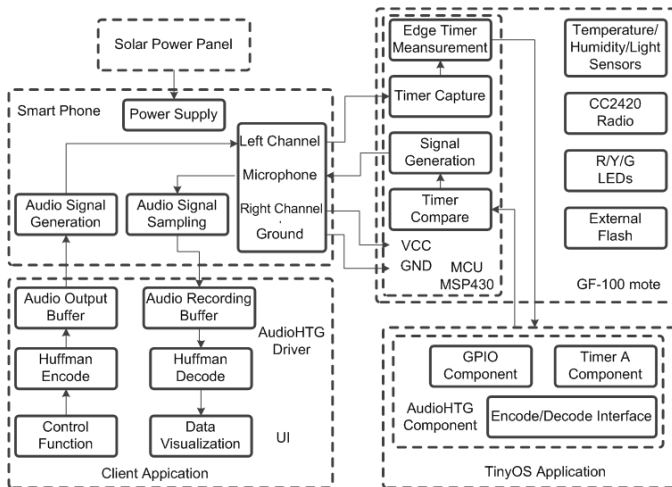 Solar Power Panel
Smart Phone
Power Supply
Left Channel
Microphone
Right Channel
Ground
Audio Signal
Generation
Audio Signal
Sampling
Audio Output
Buffer
Audio Recording
Buffer
AudioHTG
Driver
Huffman
Encode
Huffman
Decode
Control
Function
Data
Visualization
UI
Client Appication
Edge Timer
Measurement
Timer Capture
Signal
Generation
Timer
Compare
VCC
GND
MCU
MSP430
Temperature/
Humidity/Light
Sensors
CC2420
Radio
R/Y/G
LEDs
External
Flash
GF-100 mote
GPIO
Component
Timer A
Component
AudioHTG
Component
Encode/Decode Interface
TinyOS Application